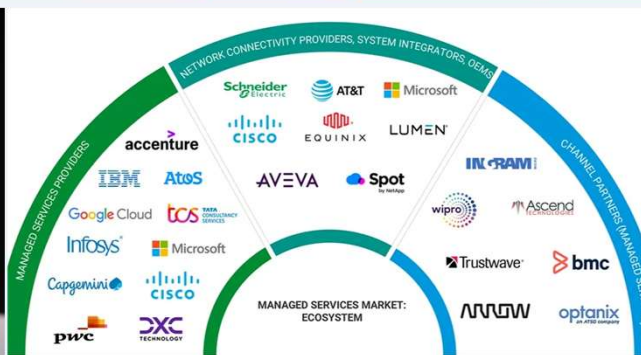 NETWORK CONNECTIVITY PROVIDERS, SYSTEM INTEGRATORS, OEMS
Schneider
Electric
AT&T
Microsoft
CISCO
EQUINIX
LUMEN
AVEVA
Spot
by NetApp
MANAGED SERVICES PROVIDERS
accenture
IBM
Atos
Google Cloud
tcs
TATA
CONSULTANCY
SERVICES
Infosys
Microsoft
Capgemini
CISCO
pwc
DXC
TECHNOLOGY
CHANNEL PARTNERS (MANAGED
INGRAM
wipro
Ascend
TECHNOLOGIES
Trustwave
bmc
ARROW
optanix
an ATSG company
MANAGED SERVICES MARKET:
ECOSYSTEM